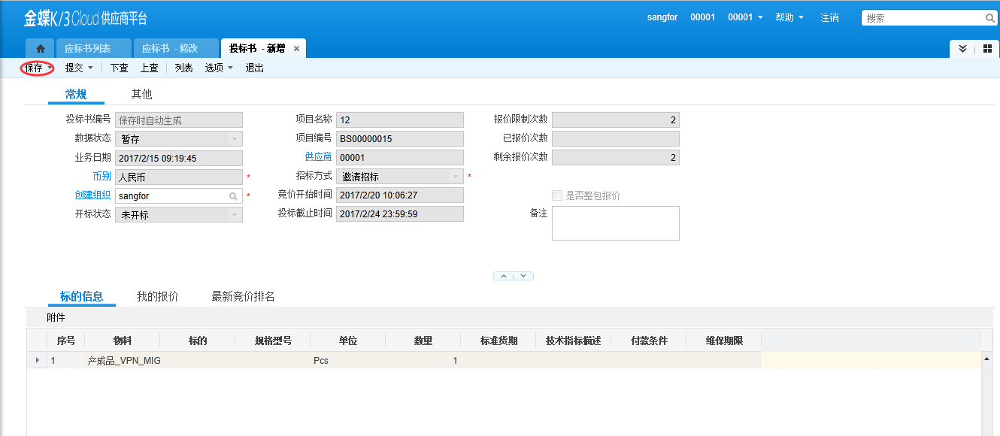 金蝶K/3 Cloud 供应商平台
sangfor 00001 00001 帮助 注销 搜索
应标书列表 应标书 - 修改 投标书 - 新增 ×
保存 提交 下查 上查 列表 选项 退出
常规 其他
投标书编号 保存时自动生成 项目名称 12 报价限制次数 2
数据状态 暂存 项目编号 BS00000015 已报价次数
业务日期 2017/2/15 09:19:45 供应商 00001 剩余报价次数 2
币别 人民币 * 招标方式 邀请招标 *
创建组织 sangfor * 竞价开始时间 2017/2/20 10:06:27 是否整包报价
开标状态 未开标 投标截止时间 2017/2/24 23:59:59 备注
标的信息 我的报价 最新竞价排名
附件
序号 物料 标的 规格型号 单位 数量 标准货期 技术指标描述 付款条件 维保期限
1 产成品_VPN_MIG Pcs 1